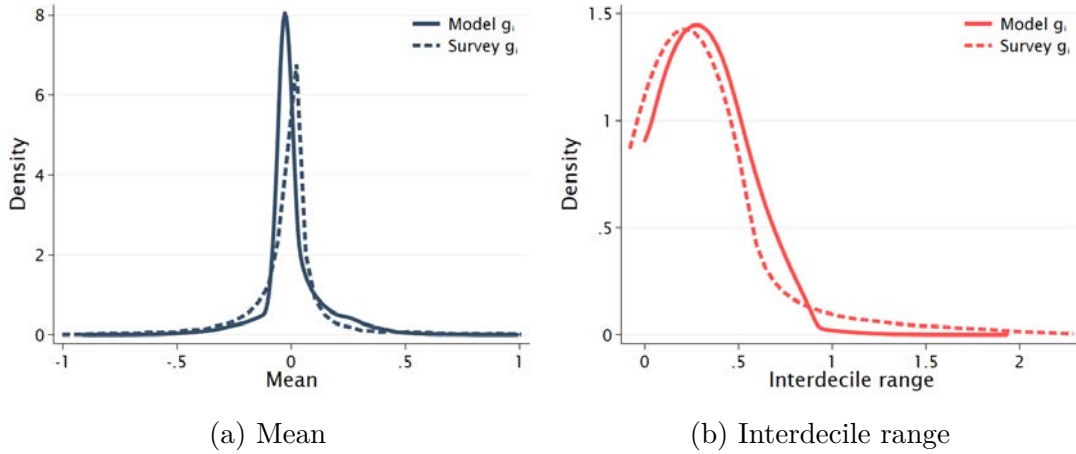 8
6
4
2
0
Density
-1
-.5
0
.5
1
Mean
Model gᵢ
Survey gᵢ
(a) Mean
1.5
1
.5
0
Density
0
.5
1
1.5
2
Interdecile range
Model gᵢ
Survey gᵢ
(b) Interdecile range